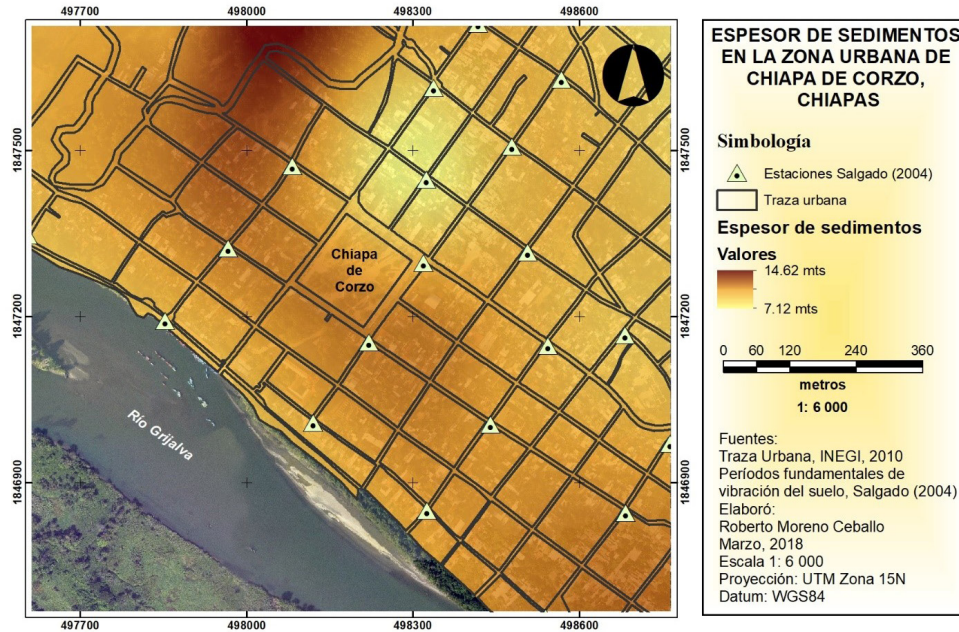 497700 498000 498300 498600
1847500
1847200
1846900
Chiapa
de
Corzo
Río Grijalva
1847500
1847200
1846900
497700 498000 498300 498600
ESPESOR DE SEDIMENTOS
EN LA ZONA URBANA DE
CHIAPA DE CORZO,
CHIAPAS
Simbología
Estaciones Salgado (2004)
Traza urbana
Espesor de sedimentos
Valores
14.62 mts
7.12 mts
0 60 120 240 360
metros
1: 6 000
Fuentes:
Traza Urbana, INEGI, 2010
Períodos fundamentales de
vibración del suelo, Salgado (2004)
Elaboró:
Roberto Moreno Ceballo
Marzo, 2018
Escala 1: 6 000
Proyección: UTM Zona 15N
Datum: WGS84